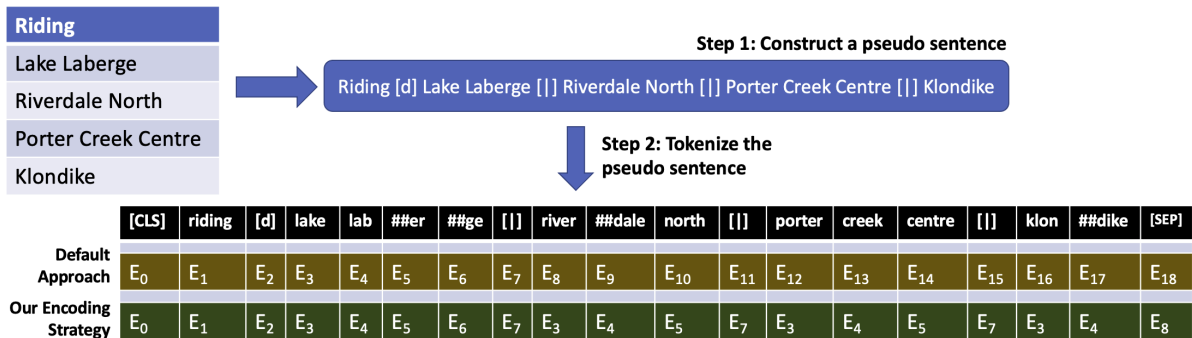 Riding
Lake Laberge
Riverdale North
Porter Creek Centre
Klondike
Step 1: Construct a pseudo sentence
Riding [d] Lake Laberge [|] Riverdale North [|] Porter Creek Centre [|] Klondike
Step 2: Tokenize the
pseudo sentence
[CLS] riding [d] lake lab ##er ##ge [|] river ##dale north [|] porter creek centre [|] klon ##dike [SEP]
Default
Approach
E0 E1 E2 E3 E4 E5 E6 E7 E8 E9 E10 E11 E12 E13 E14 E15 E16 E17 E18
Our Encoding
Strategy
E0 E1 E2 E3 E4 E5 E6 E7 E3 E4 E5 E7 E3 E4 E5 E7 E3 E4 E8